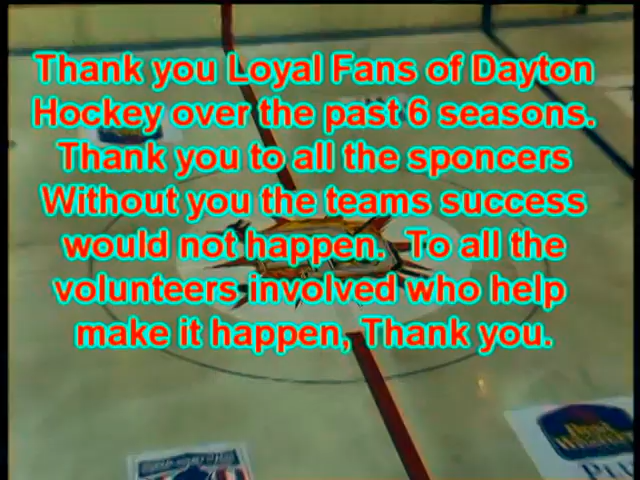 Thank you Loyal Fans of Dayton
Hockey over the past 6 seasons.
Thank you to all the sponcers
Without you the teams success
would not happen. To all the
volunteers involved who help
make it happen, Thank you.
Best
Western